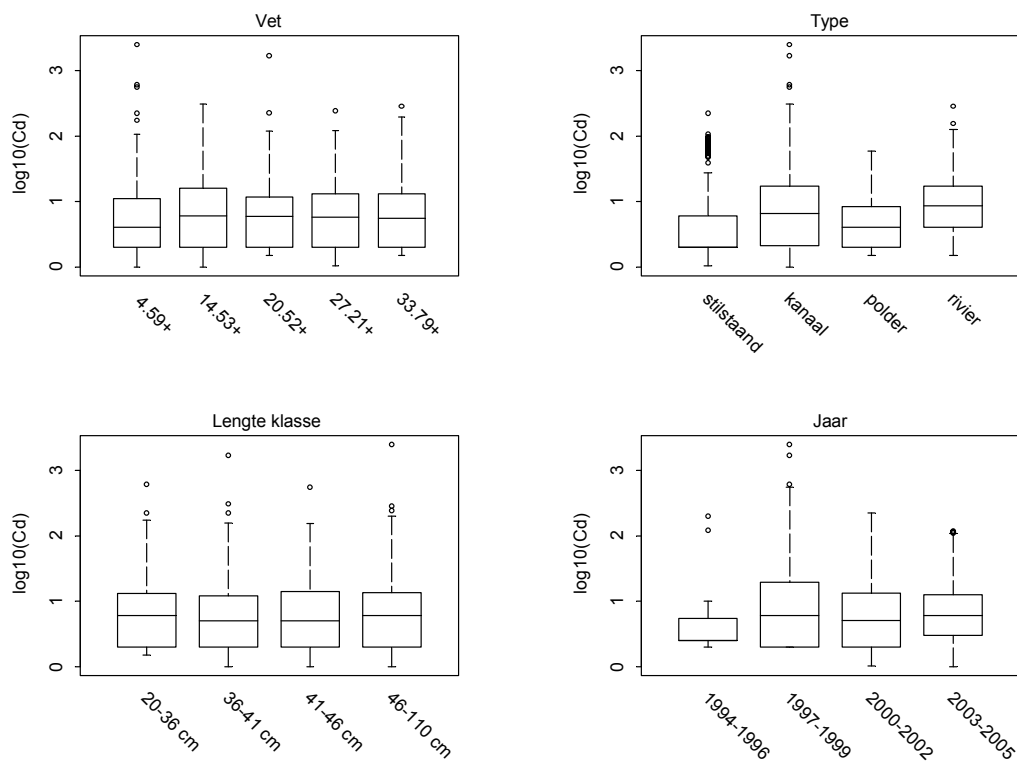 Vet
log10(Cd)
3
2
1
0
4.59+
14.53+
20.52+
27.21+
33.79+
Type
log10(Cd)
3
2
1
0
stilstaand
kanaal
polder
rivier
Lengte klasse
log10(Cd)
3
2
1
0
20-36 cm
36-41 cm
41-46 cm
46-110 cm
Jaar
log10(Cd)
3
2
1
0
1994-1996
1997-1999
2000-2002
2003-2005